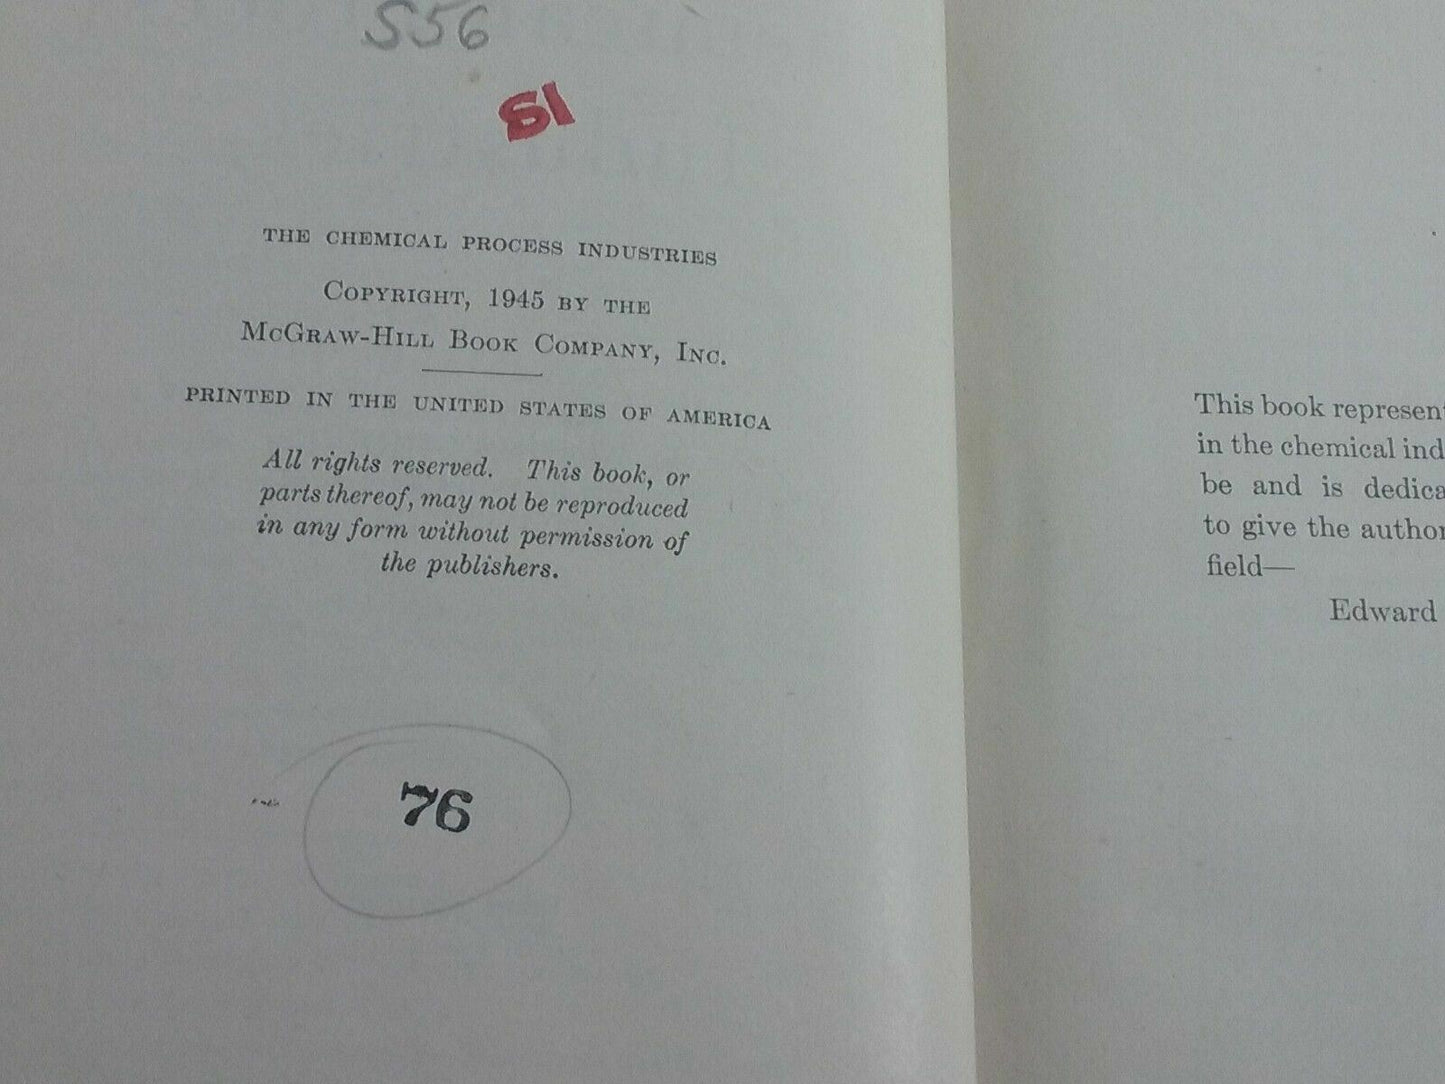 S56
SI
THE CHEMICAL PROCESS INDUSTRIES
COPYRIGHT, 1945 BY THE
MCGRAW-HILL BOOK COMPANY, INC.
PRINTED IN THE UNITED STATES OF AMERICA
All rights reserved. This book, or
parts thereof, may not be reproduced
in any form without permission of
the publishers.
76
This book represent
in the chemical ind
be and is dedica
to give the author
field—
Edward